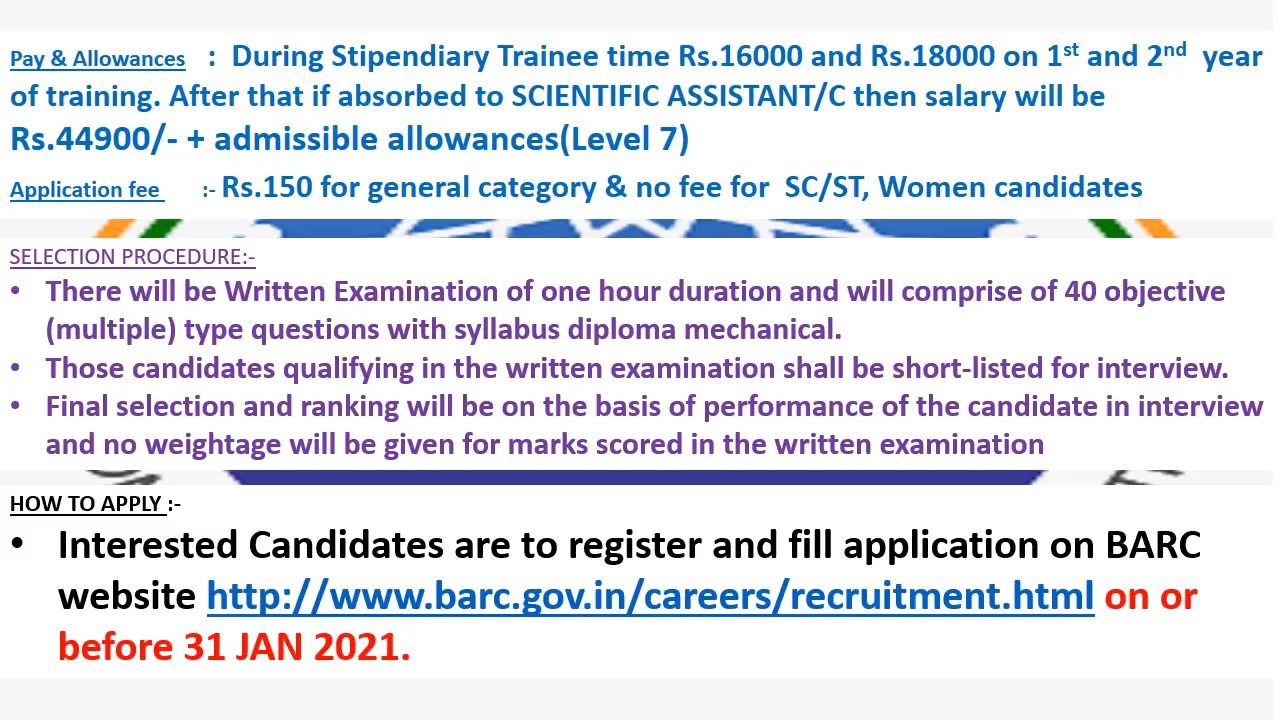 Pay & Allowances : During Stipendiary Trainee time Rs.16000 and Rs.18000 on 1st and 2nd year
of training. After that if absorbed to SCIENTIFIC ASSISTANT/C then salary will be
Rs.44900/- + admissible allowances(Level 7)
Application fee :- Rs.150 for general category & no fee for SC/ST, Women candidates
SELECTION PROCEDURE:-
• There will be Written Examination of one hour duration and will comprise of 40 objective
(multiple) type questions with syllabus diploma mechanical.
• Those candidates qualifying in the written examination shall be short-listed for interview.
• Final selection and ranking will be on the basis of performance of the candidate in interview
and no weightage will be given for marks scored in the written examination
HOW TO APPLY :-
• Interested Candidates are to register and fill application on BARC
website http://www.barc.gov.in/careers/recruitment.html on or
before 31 JAN 2021.